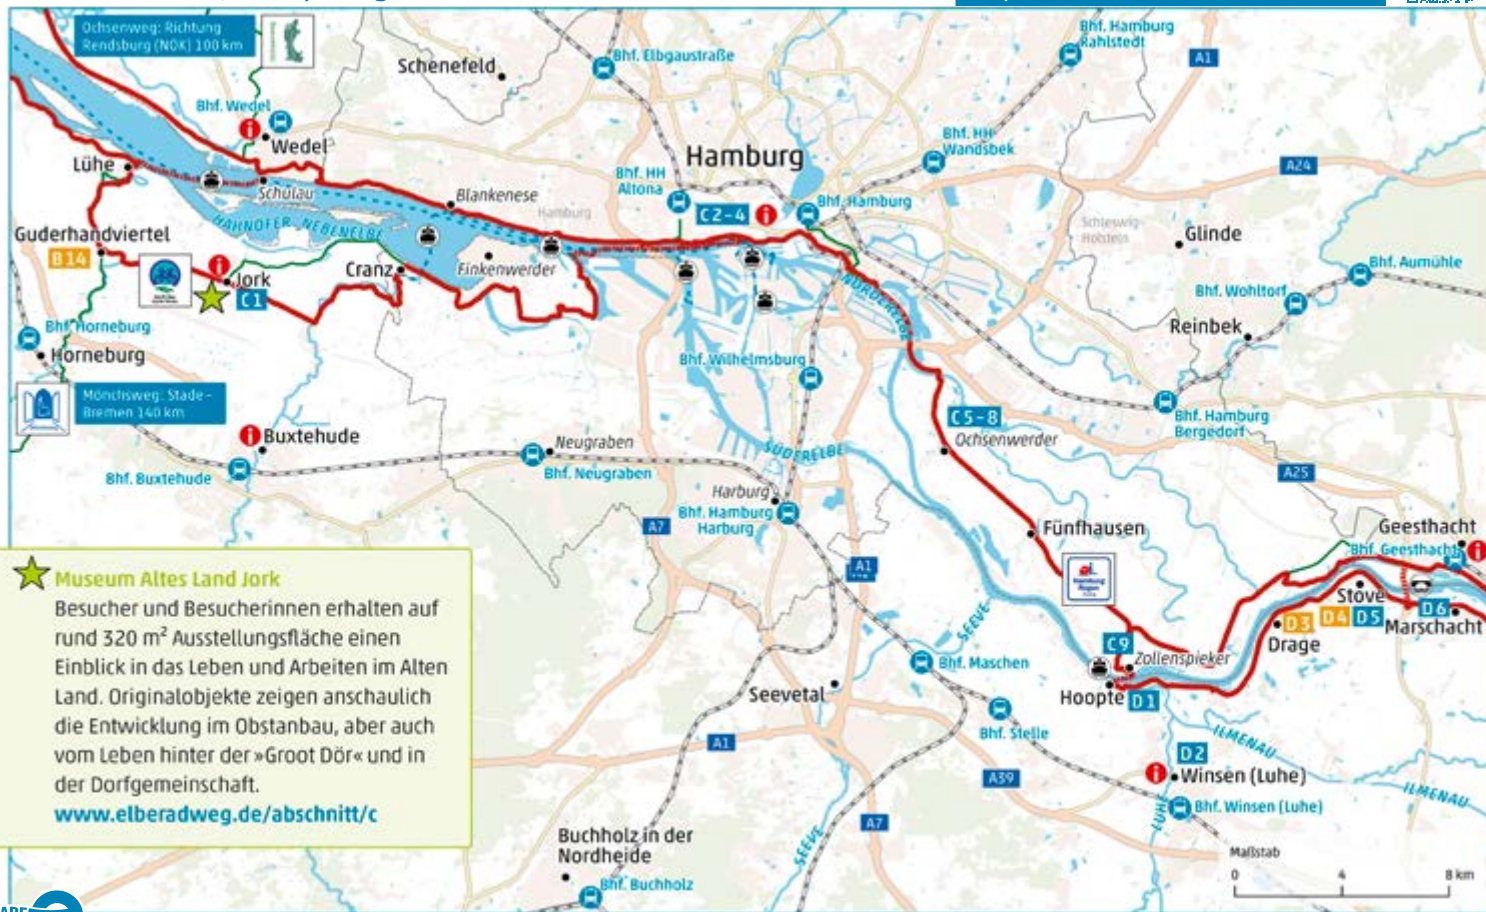 Ochsenweg: Richtung
Rendsburg (NOK) 100 km
Schenefeld
Bhf. Elbgaustraße
Bhf. Hamburg
Rahlstedt
A1
Bhf. Wedel
Wedel
Lühe
Schulau
Blankenese
Hamburg
Bhf. HH
Altona
Hamburg
Bhf. HH
Wandsbek
A24
C2-4
Bhf. Hamburg
HAHNÖFER NEBENELBE
Guderhandviertel
B14
Jork
C1
Cranz
Finkenwerder
Schleswig-
Holstein
Glinde
Bhf. Aumühle
Bhf. Wohltorf
Reinbek
NORDERELBE
Bhf. Horneburg
Horneburg
Bhf. Wilhelmsburg
Mönchsweg: Stade -
Bremen 140 km
Bhf. Hamburg
Bergedorf
C5-8
Ochsenwerder
Buxtehude
Bhf. Buxtehude
Neugraben
Bhf. Neugraben
SÜDERELBE
A25
Harburg
Bhf. Hamburg
Harburg
A7
Fünfhausen
Geesthacht
Bhf. Geesthacht
A1
Stove
D3
D4
D5
D6
Marschacht
Drage
SEEVE
C9
Zollenspieker
Hoopte
D1
Bhf. Maschen
Seevetal
Bhf. Stelle
A1
A39
ILMENAU
D2
Winsen (Luhe)
Bhf. Winsen (Luhe)
ILMENAU
LUHE
A7
SEEVE
Buchholz in der
Nordheide
Bhf. Buchholz
Maßstab
0 4 8 km
Museum Altes Land Jork
Besucher und Besucherinnen erhalten auf
rund 320 m² Ausstellungsfläche einen
Einblick in das Leben und Arbeiten im Alten
Land. Originalobjekte zeigen anschaulich
die Entwicklung im Obstanbau, aber auch
vom Leben hinter der »Groot Dör« und in
der Dorfgemeinschaft.
www.elberadweg.de/abschnitt/c